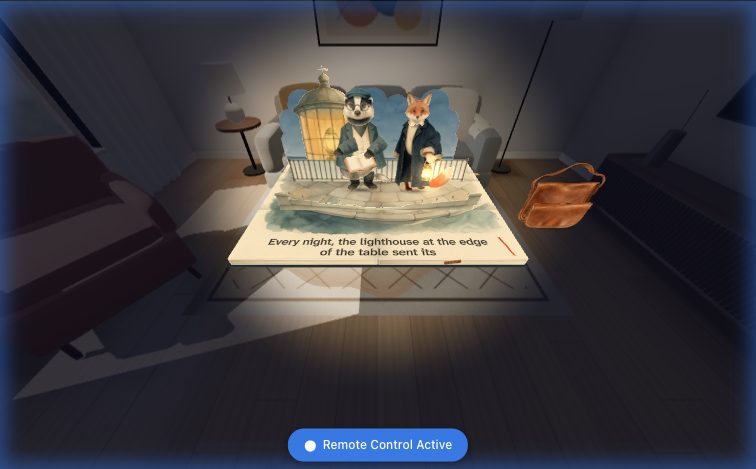 Every night, the lighthouse at the edge
of the table sent its
Remote Control Active